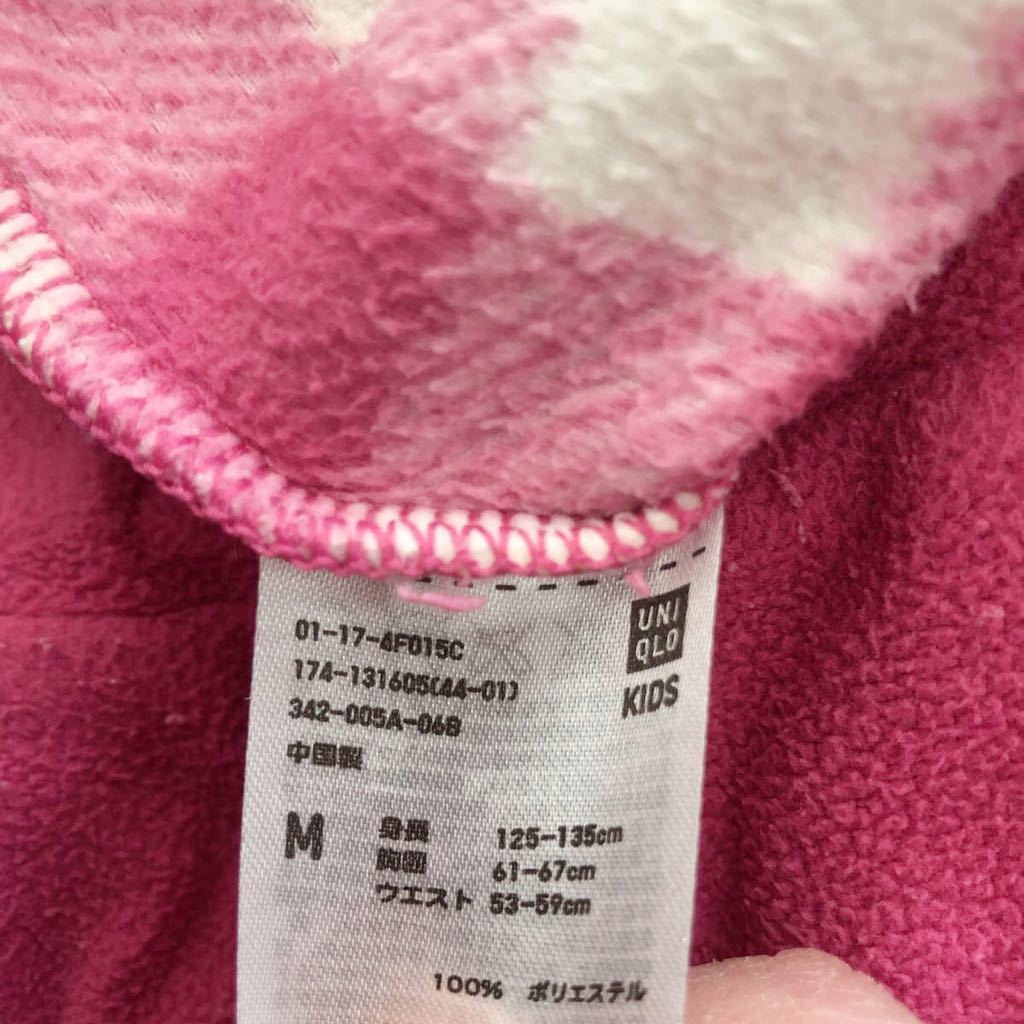 UNI
QLO
KIDS
01-17-4F015C
174-131605(44-01)
342-005A-06B
中国製
M 身長 125-135cm
胸囲 61-67cm
ウエスト 53-59cm
100% ポリエステル